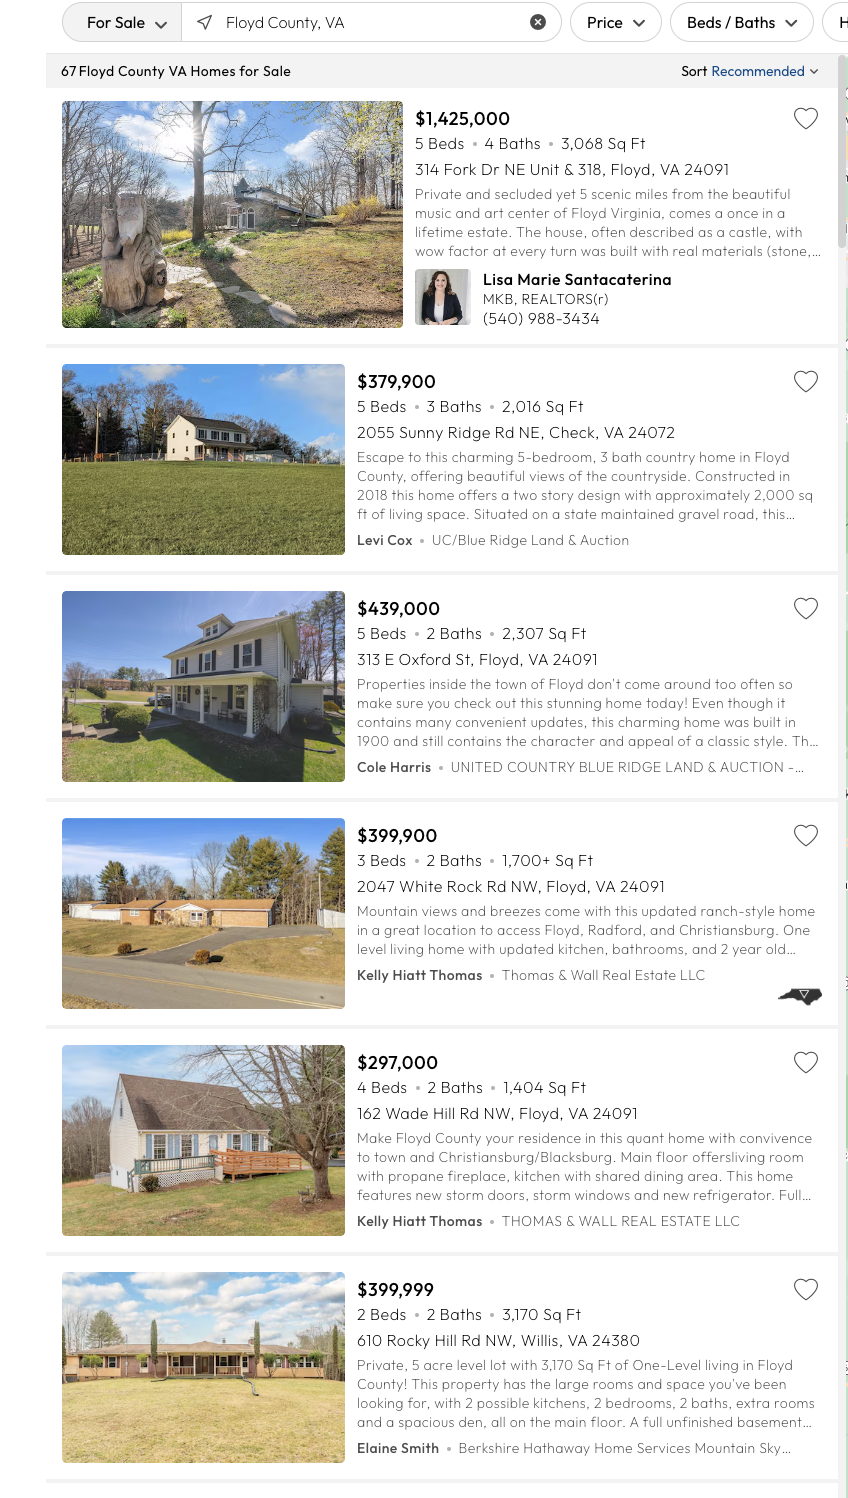 For Sale Floyd County, VA Price Beds / Baths H
67 Floyd County VA Homes for Sale Sort Recommended
$1,425,000
5 Beds • 4 Baths • 3,068 Sq Ft
314 Fork Dr NE Unit & 318, Floyd, VA 24091
Private and secluded yet 5 scenic miles from the beautiful
music and art center of Floyd Virginia, comes a once in a
lifetime estate. The house, often described as a castle, with
wow factor at every turn was built with real materials (stone,...
Lisa Marie Santacaterina
MKB, REALTORS(r)
(540) 988-3434
$379,900
5 Beds • 3 Baths • 2,016 Sq Ft
2055 Sunny Ridge Rd NE, Check, VA 24072
Escape to this charming 5-bedroom, 3 bath country home in Floyd
County, offering beautiful views of the countryside. Constructed in
2018 this home offers a two story design with approximately 2,000 sq
ft of living space. Situated on a state maintained gravel road, this...
Levi Cox • UC/Blue Ridge Land & Auction
$439,000
5 Beds • 2 Baths • 2,307 Sq Ft
313 E Oxford St, Floyd, VA 24091
Properties inside the town of Floyd don't come around too often so
make sure you check out this stunning home today! Even though it
contains many convenient updates, this charming home was built in
1900 and still contains the character and appeal of a classic style. Th...
Cole Harris • UNITED COUNTRY BLUE RIDGE LAND & AUCTION -...
$399,900
3 Beds • 2 Baths • 1,700+ Sq Ft
2047 White Rock Rd NW, Floyd, VA 24091
Mountain views and breezes come with this updated ranch-style home
in a great location to access Floyd, Radford, and Christiansburg. One
level living home with updated kitchen, bathrooms, and 2 year old...
Kelly Hiatt Thomas • Thomas & Wall Real Estate LLC
$297,000
4 Beds • 2 Baths • 1,404 Sq Ft
162 Wade Hill Rd NW, Floyd, VA 24091
Make Floyd County your residence in this quant home with convivence
to town and Christiansburg/Blacksburg. Main floor offersliving room
with propane fireplace, kitchen with shared dining area. This home
features new storm doors, storm windows and new refrigerator. Full...
Kelly Hiatt Thomas • THOMAS & WALL REAL ESTATE LLC
$399,999
2 Beds • 2 Baths • 3,170 Sq Ft
610 Rocky Hill Rd NW, Willis, VA 24380
Private, 5 acre level lot with 3,170 Sq Ft of One-Level living in Floyd
County! This property has the large rooms and space you've been
looking for, with 2 possible kitchens, 2 bedrooms, 2 baths, extra rooms
and a spacious den, all on the main floor. A full unfinished basement...
Elaine Smith • Berkshire Hathaway Home Services Mountain Sky...